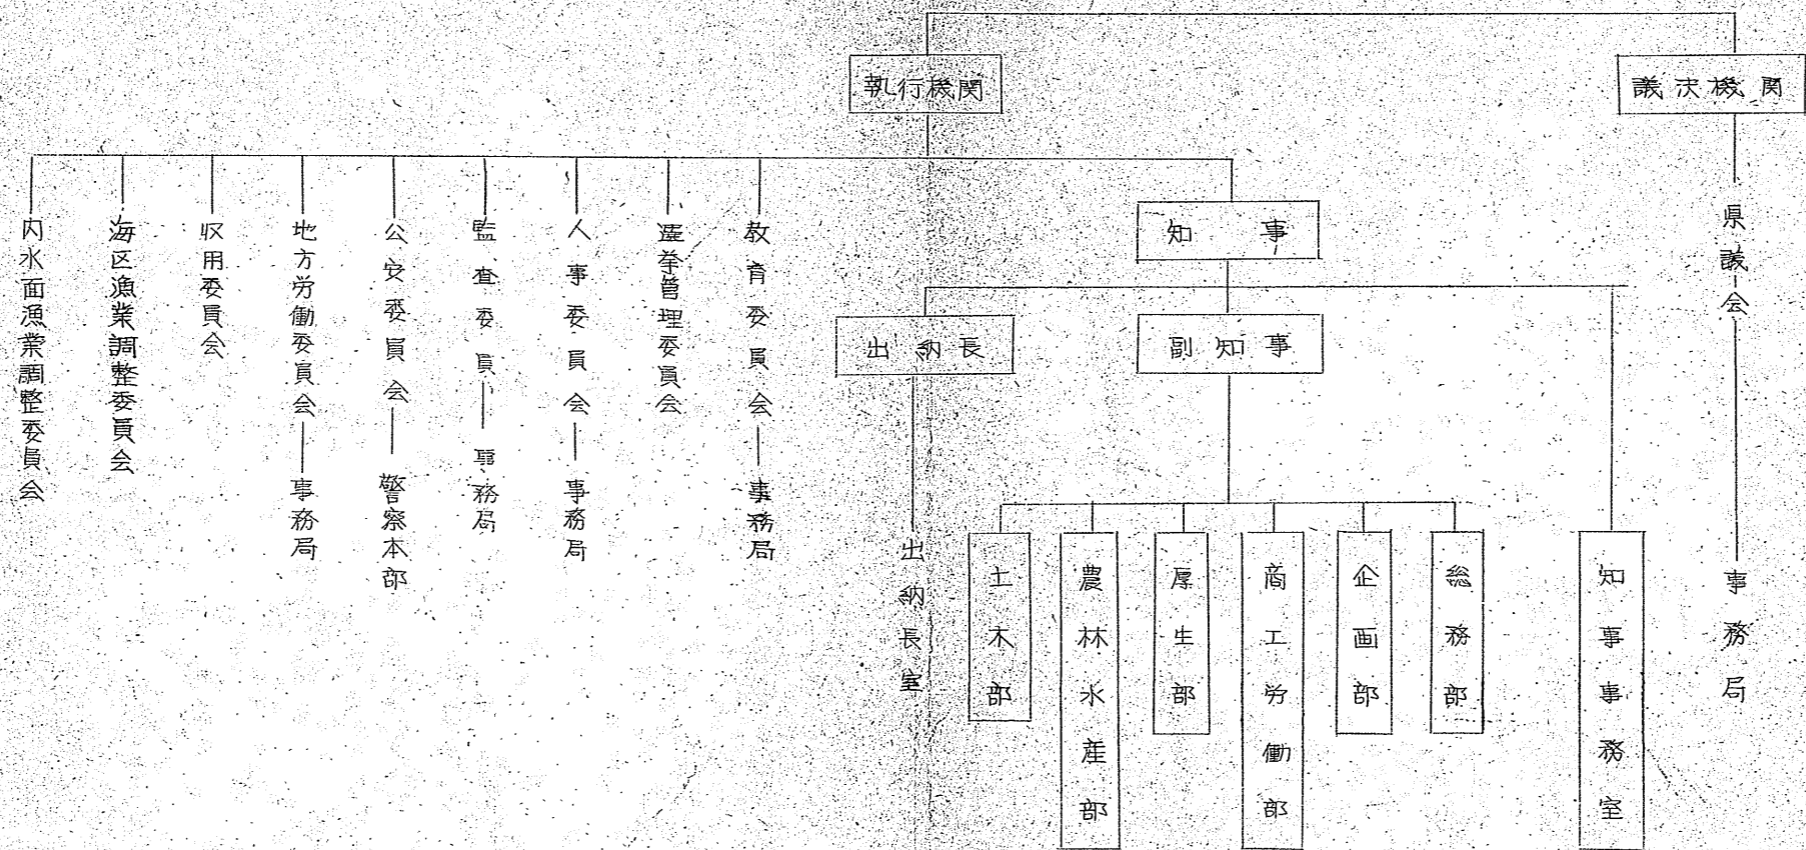 議決機関
県議会
事務局
執行機関
知事
知事事務室
副知事
総務部
企画部
商工労働部
厚生部
農林水産部
土木部
出納長
出納長室
教育委員会
事務局
選挙管理委員会
人事委員会
事務局
監査委員
事務局
公安委員会
警察本部
地方労働委員会
事務局
収用委員会
海区漁業調整委員会
内水面漁業調整委員会